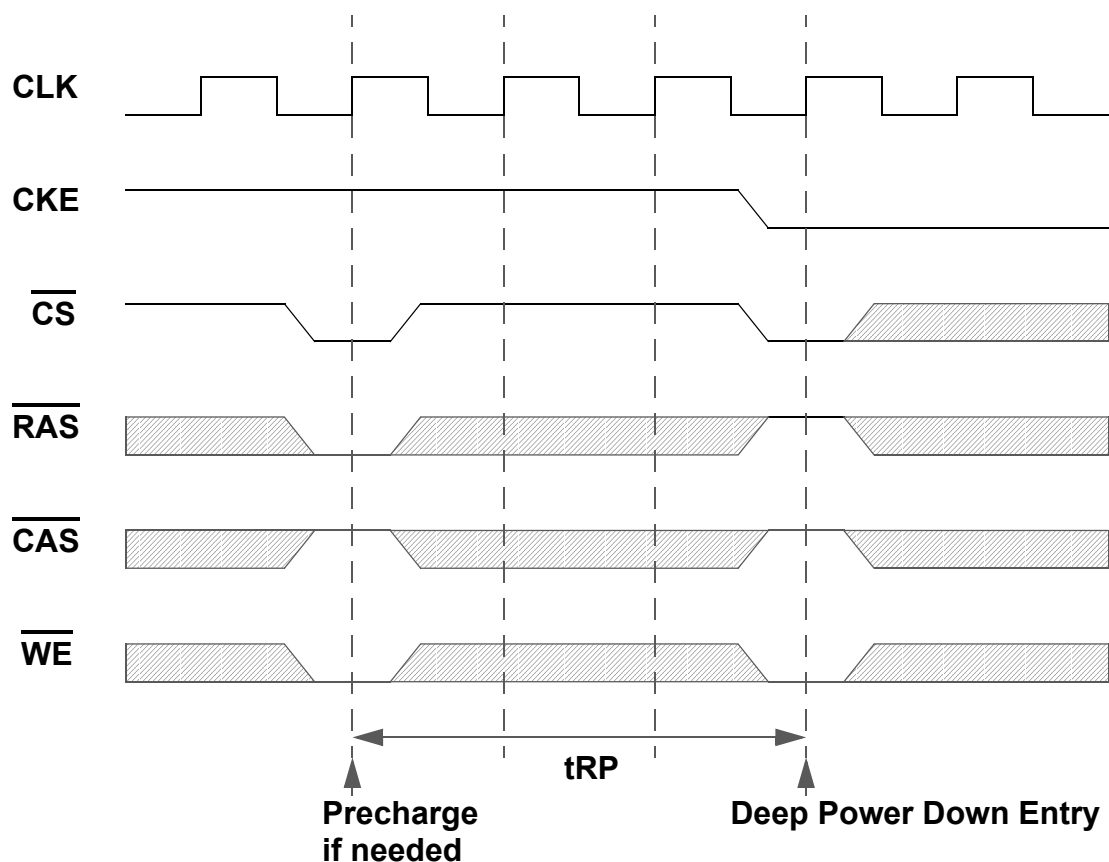 CLK
CKE
CS
RAS
CAS
WE
tRP
Precharge
if needed
Deep Power Down Entry